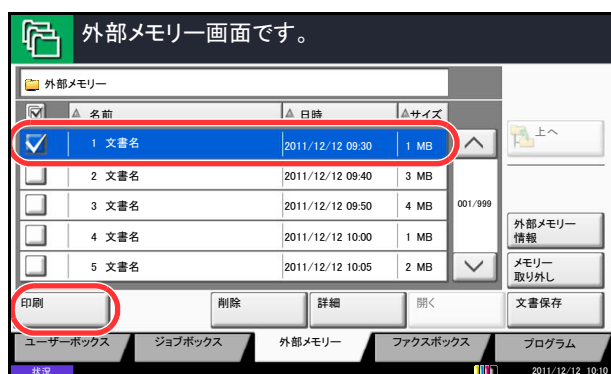 外部メモリー画面です。
外部メモリー
名前 日時 サイズ
1 文書名 2011/12/12 09:30 1 MB
上へ
2 文書名 2011/12/12 09:40 3 MB
3 文書名 2011/12/12 09:50 4 MB
001/999
4 文書名 2011/12/12 10:00 1 MB
外部メモリー
情報
5 文書名 2011/12/12 10:05 2 MB
メモリー
取り外し
印刷 削除 詳細 開く 文書保存
ユーザーボックス ジョブボックス 外部メモリー ファクスボックス プログラム
状況 2011/12/12 10:10